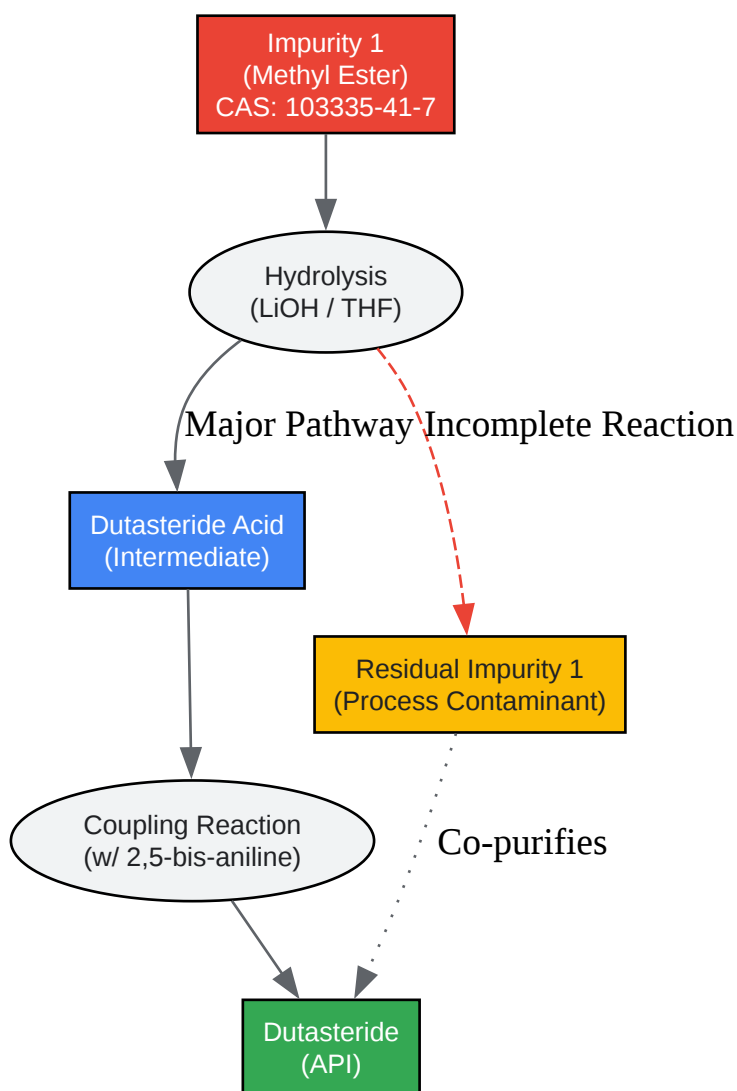 Impurity 1
(Methyl Ester)
CAS: 103335-41-7
Hydrolysis
(LiOH / THF)
Major Pathway
Incomplete Reaction
Dutasteride Acid
(Intermediate)
Residual Impurity 1
(Process Contaminant)
Coupling Reaction
(w/ 2,5-bis-aniline)
Co-purifies
Dutasteride
(API)